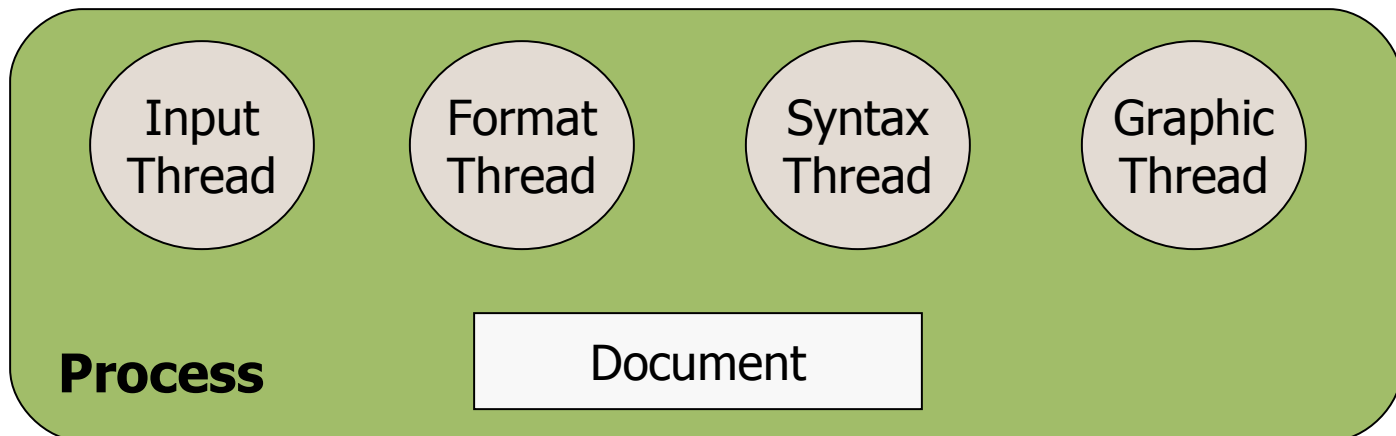 Input
Thread
Format
Thread
Syntax
Thread
Graphic
Thread
Process
Document